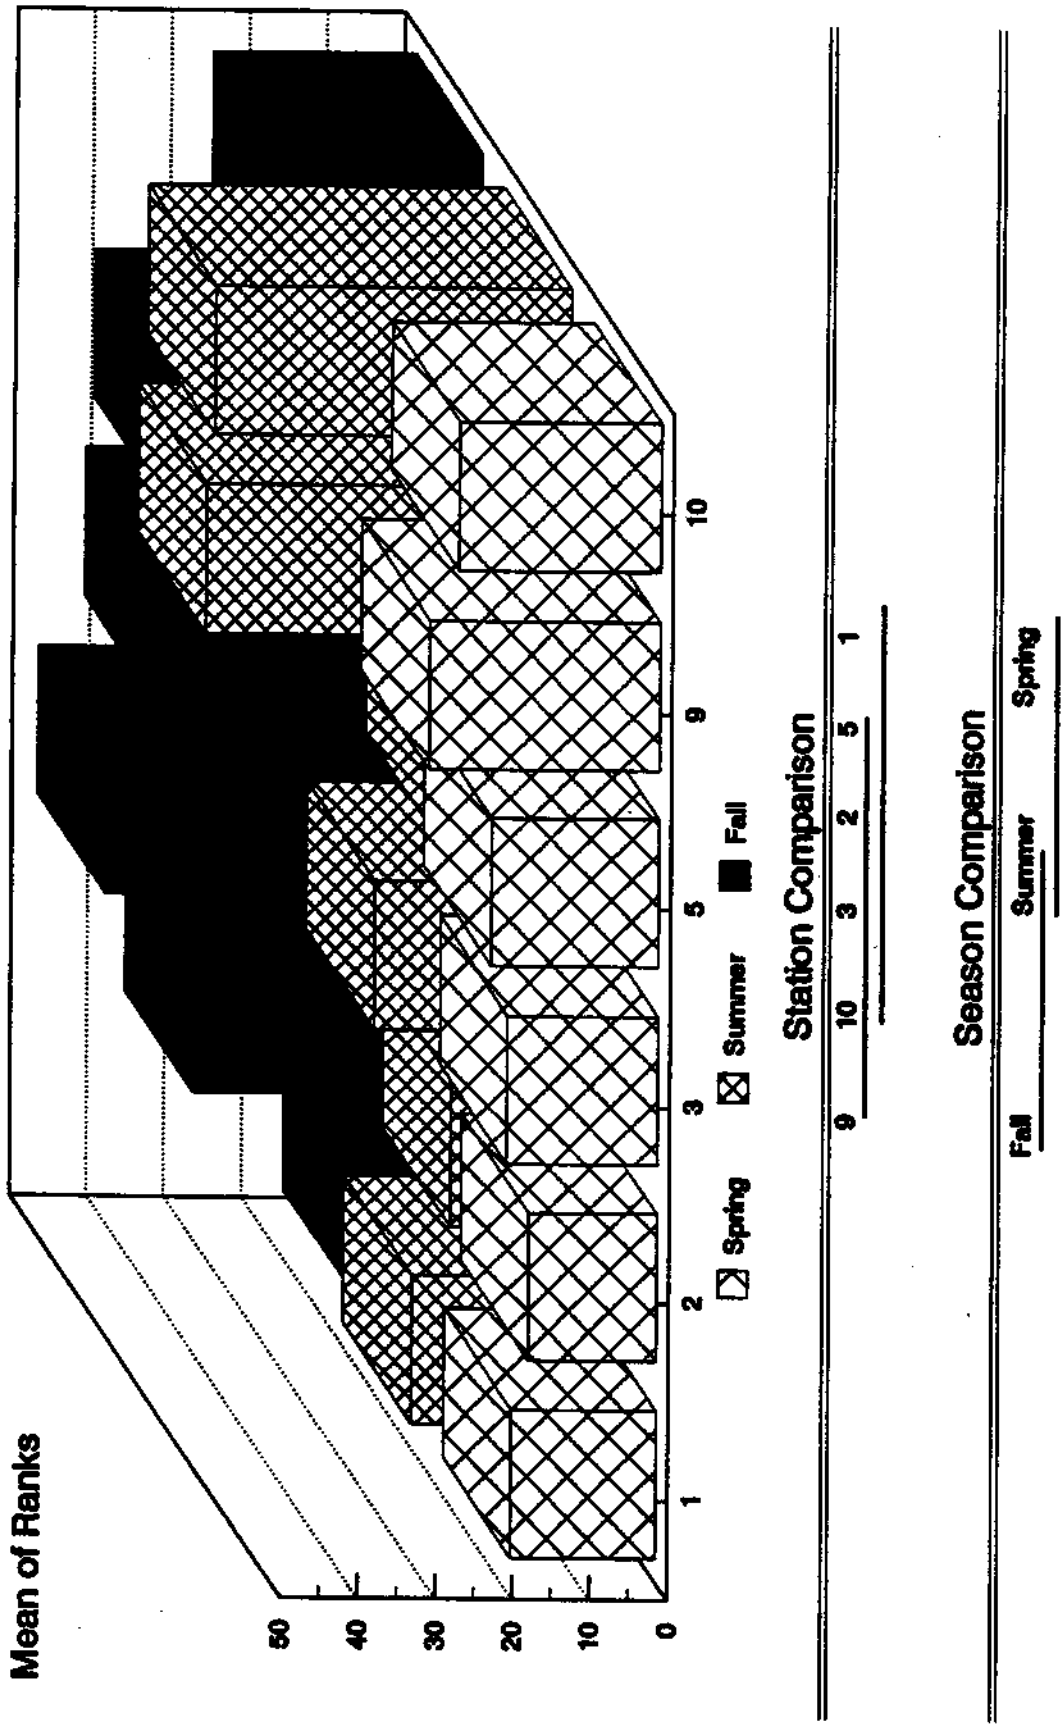 Mean of Ranks
50
40
30
20
10
0
1 2 3 5 9 10
Spring Summer Fall
Station Comparison
9 10 3 2 5 1
Season Comparison
Fall Summer Spring